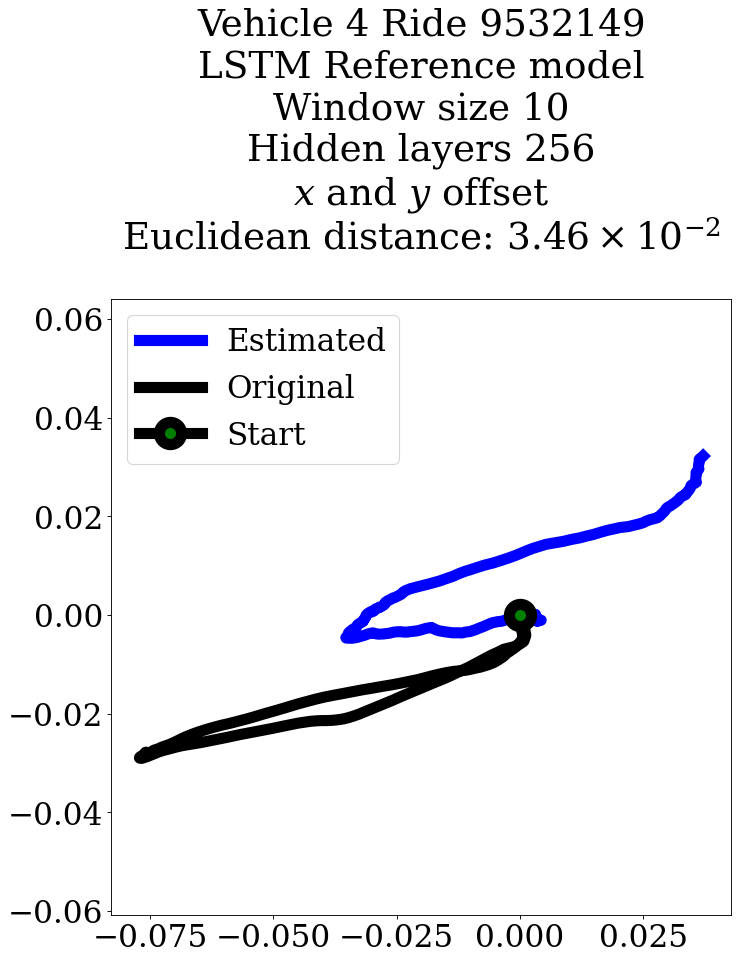 Vehicle 4 Ride 9532149
LSTM Reference model
Window size 10
Hidden layers 256
x and y offset
Euclidean distance: 3.46 × 10⁻²
Estimated
Original
Start
0.06
0.04
0.02
0.00
−0.02
−0.04
−0.06
−0.075 −0.050 −0.025 0.000 0.025